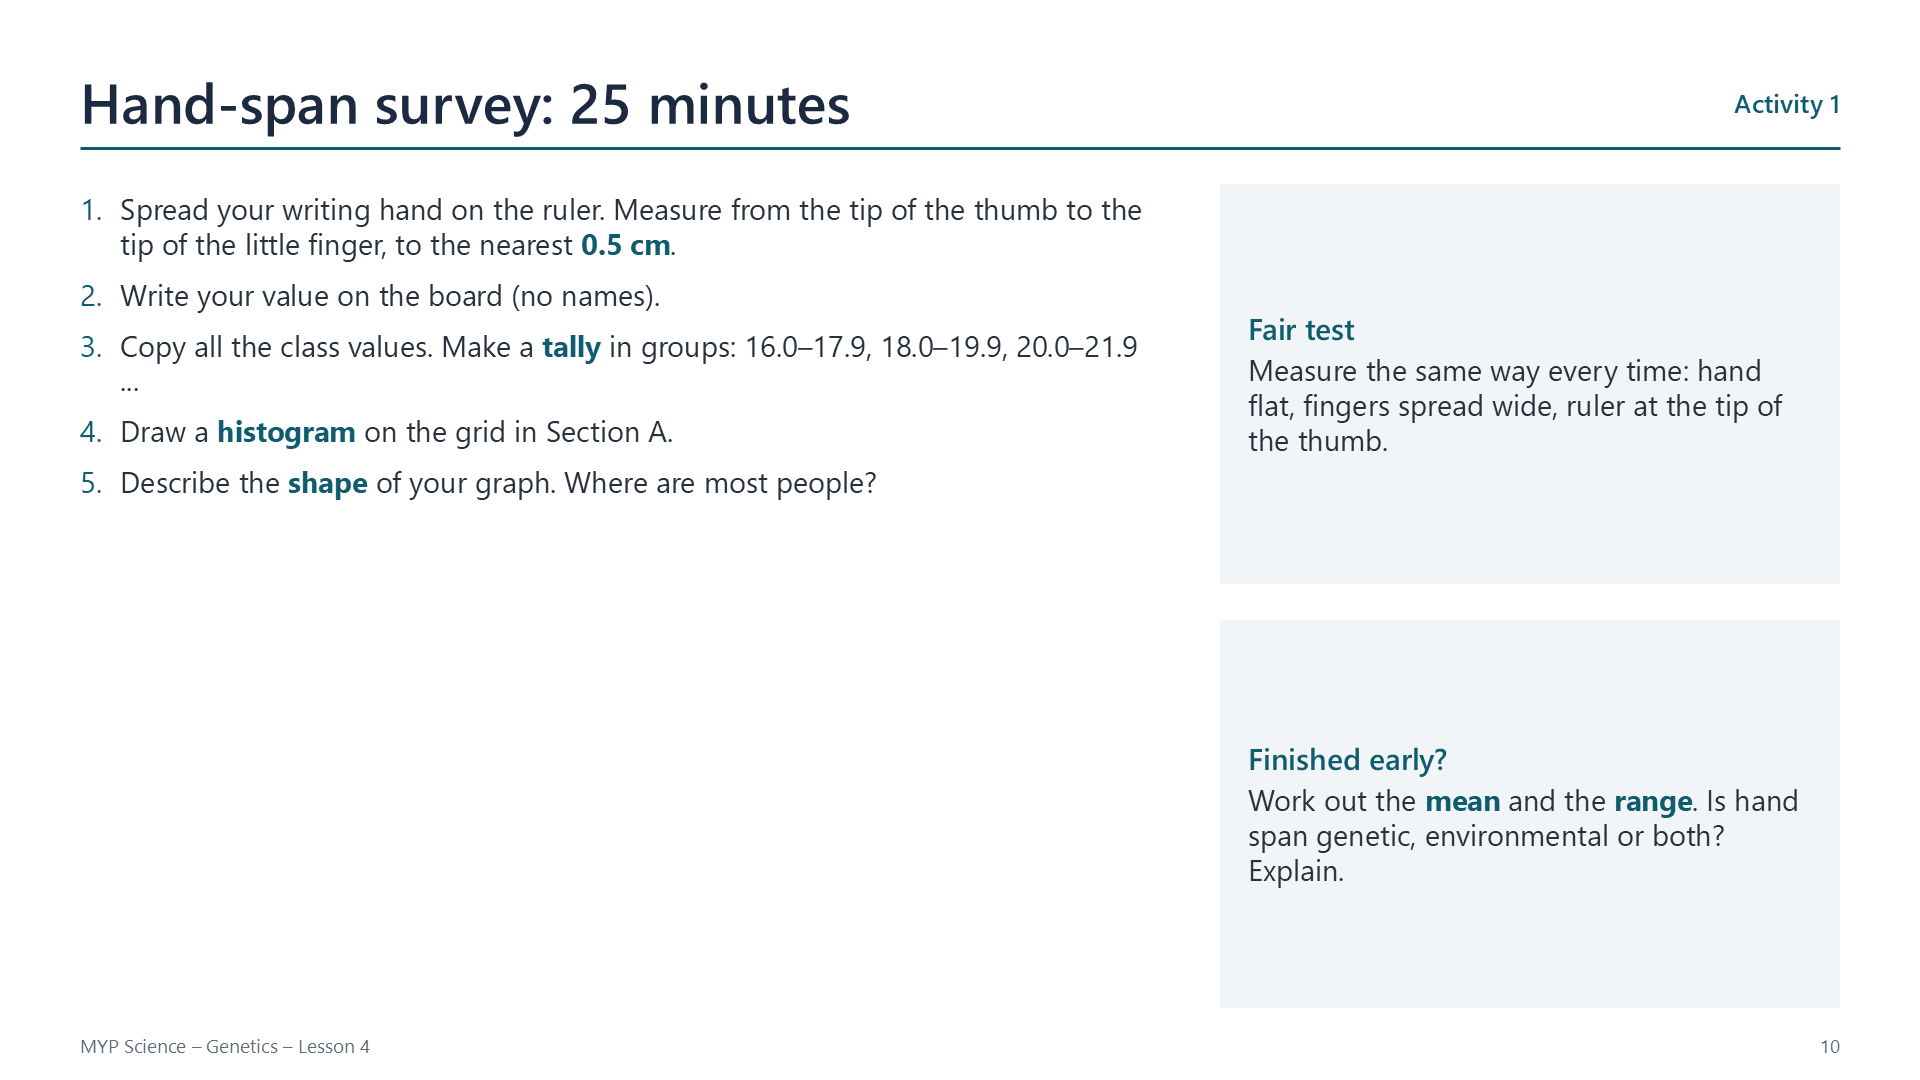 Hand-span survey: 25 minutes
Activity 1
1. Spread your writing hand on the ruler. Measure from the tip of the thumb to the
tip of the little finger, to the nearest 0.5 cm.
2. Write your value on the board (no names).
3. Copy all the class values. Make a tally in groups: 16.0–17.9, 18.0–19.9, 20.0–21.9
...
4. Draw a histogram on the grid in Section A.
5. Describe the shape of your graph. Where are most people?
Fair test
Measure the same way every time: hand
flat, fingers spread wide, ruler at the tip of
the thumb.
Finished early?
Work out the mean and the range. Is hand
span genetic, environmental or both?
Explain.
MYP Science – Genetics – Lesson 4
10